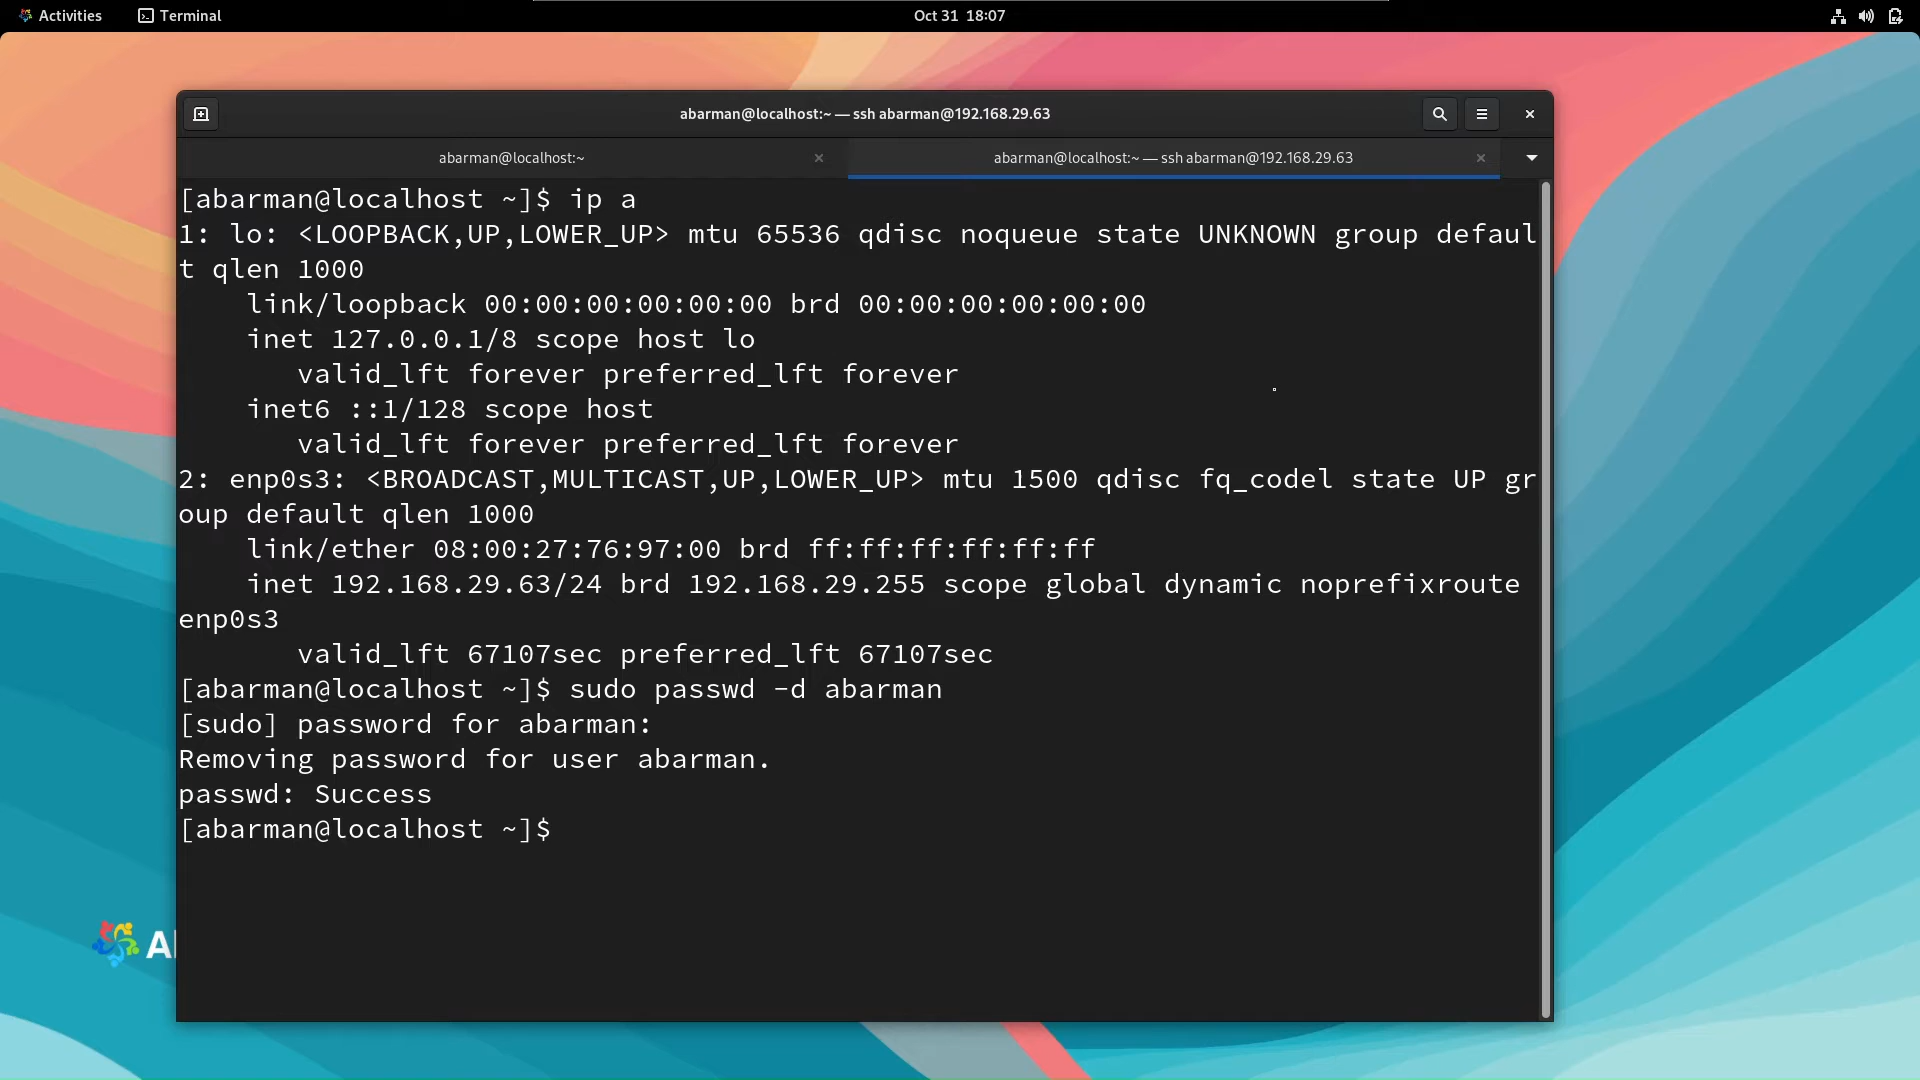 Activities Terminal Oct 31 18:07
abarman@localhost:~ — ssh abarman@192.168.29.63
abarman@localhost:~ abarman@localhost:~ — ssh abarman@192.168.29.63
[abarman@localhost ~]$ ip a
1: lo: <LOOPBACK,UP,LOWER_UP> mtu 65536 qdisc noqueue state UNKNOWN group defaul
t qlen 1000
    link/loopback 00:00:00:00:00:00 brd 00:00:00:00:00:00
    inet 127.0.0.1/8 scope host lo
       valid_lft forever preferred_lft forever
    inet6 ::1/128 scope host
       valid_lft forever preferred_lft forever
2: enp0s3: <BROADCAST,MULTICAST,UP,LOWER_UP> mtu 1500 qdisc fq_codel state UP gr
oup default qlen 1000
    link/ether 08:00:27:76:97:00 brd ff:ff:ff:ff:ff:ff
    inet 192.168.29.63/24 brd 192.168.29.255 scope global dynamic noprefixroute
enp0s3
       valid_lft 67107sec preferred_lft 67107sec
[abarman@localhost ~]$ sudo passwd -d abarman
[sudo] password for abarman:
Removing password for user abarman.
passwd: Success
[abarman@localhost ~]$